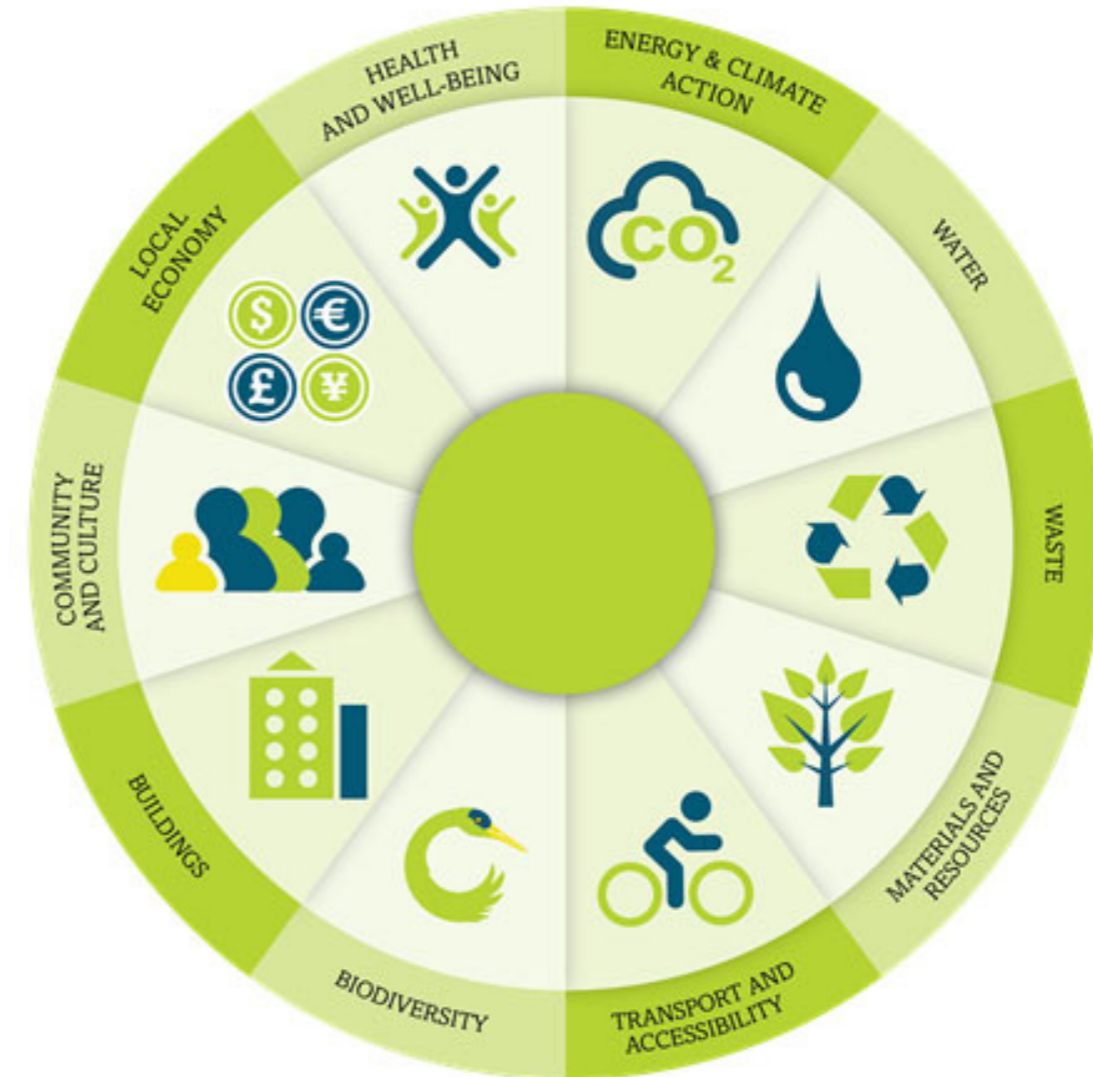 HEALTH
AND WELL-BEING
ENERGY & CLIMATE
ACTION
WATER
WASTE
MATERIALS AND
RESOURCES
TRANSPORT AND
ACCESSIBILITY
BIODIVERSITY
BUILDINGS
COMMUNITY
AND CULTURE
LOCAL
ECONOMY
CO₂
$
€
£
¥